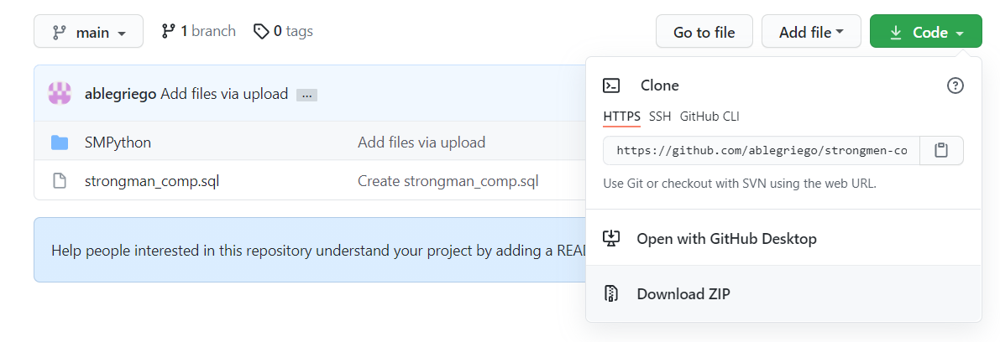 main 1 branch 0 tags Go to file Add file Code
ablegriego Add files via upload ...
Clone
HTTPS SSH GitHub CLI
SMPython Add files via upload
https://github.com/ablegriego/strongmen-co
strongman_comp.sql Create strongman_comp.sql
Use Git or checkout with SVN using the web URL.
Open with GitHub Desktop
Help people interested in this repository understand your project by adding a READ
Download ZIP